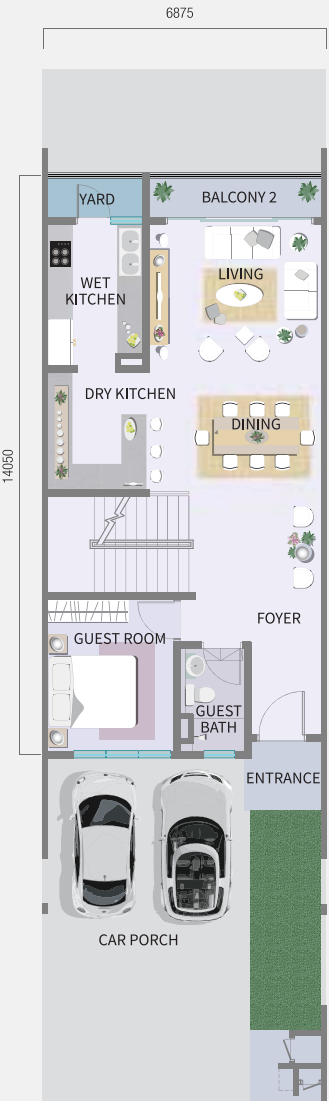 6875
YARD
BALCONY 2
LIVING
WET
KITCHEN
DRY KITCHEN
DINING
14050
FOYER
GUEST ROOM
GUEST
BATH
ENTRANCE
CAR PORCH